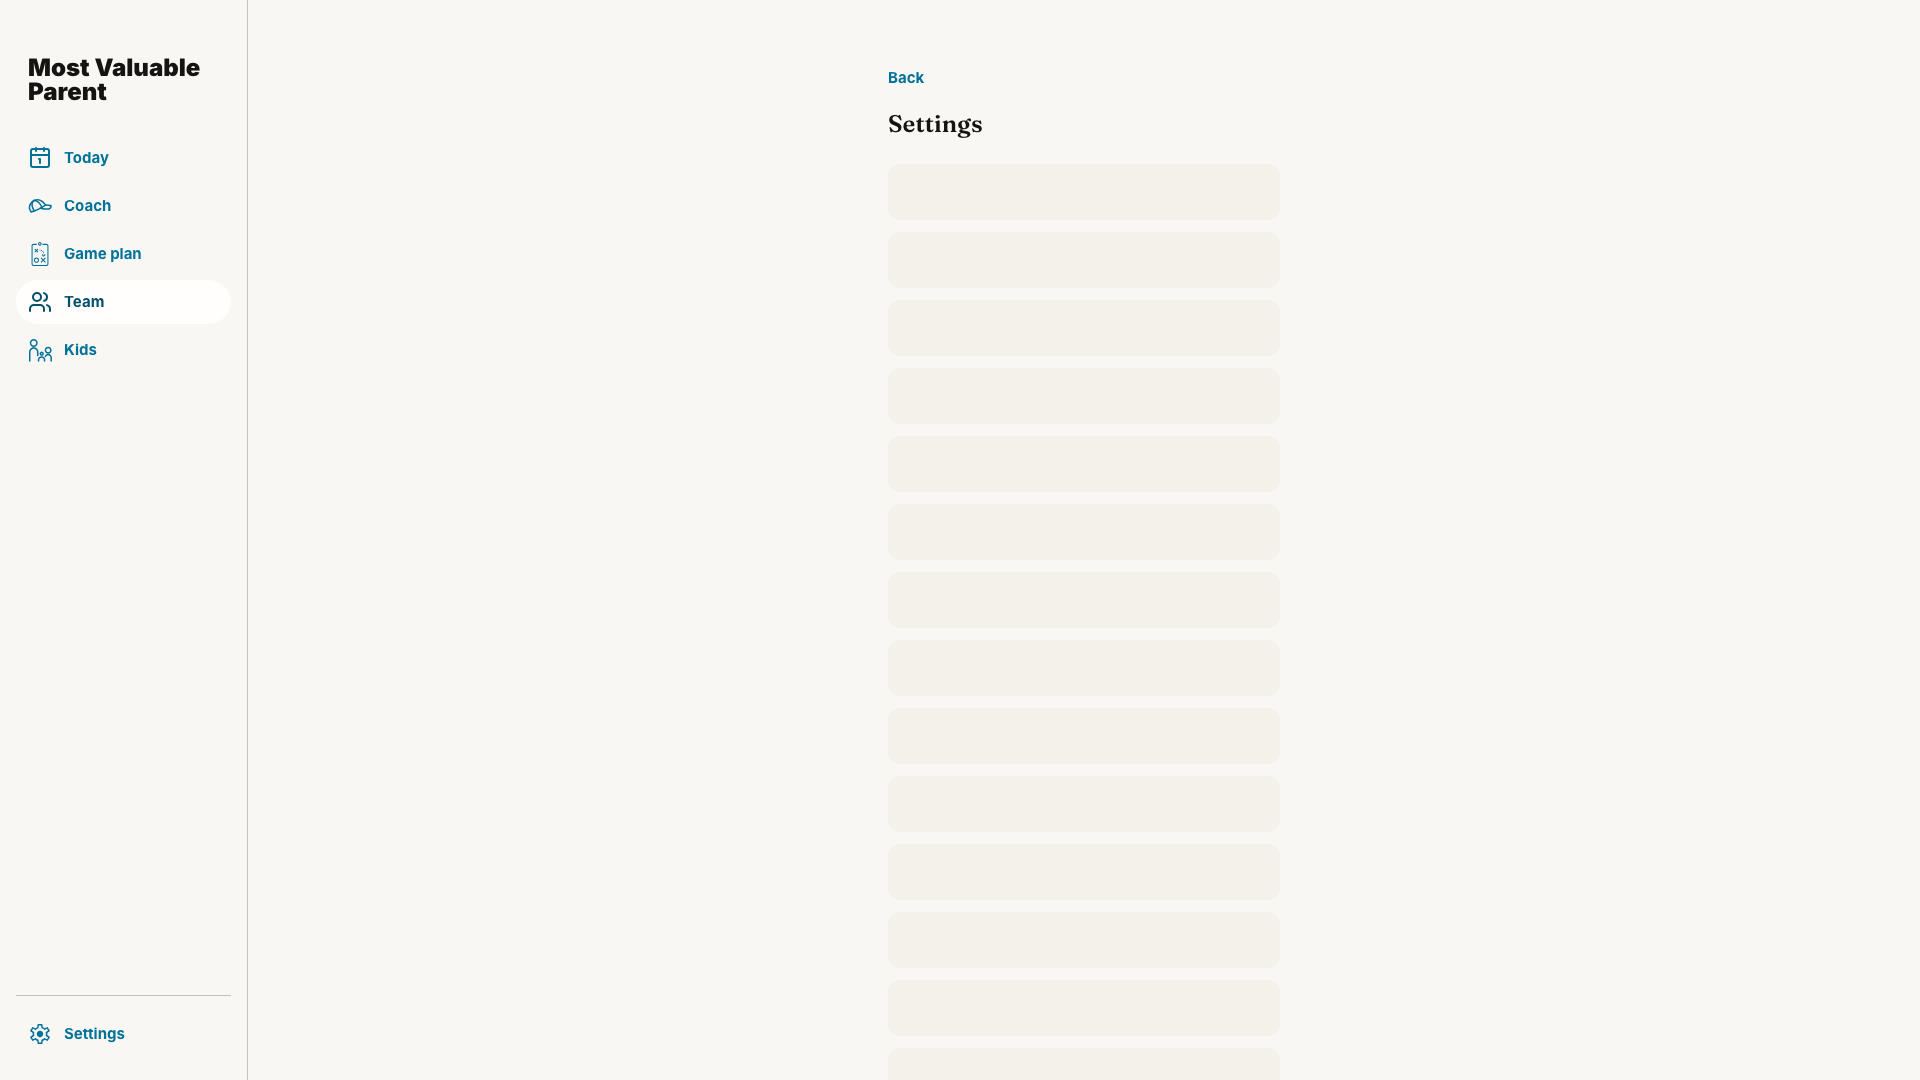 Most Valuable
Parent
Today
Coach
Game plan
Team
Kids
Settings
Back
Settings